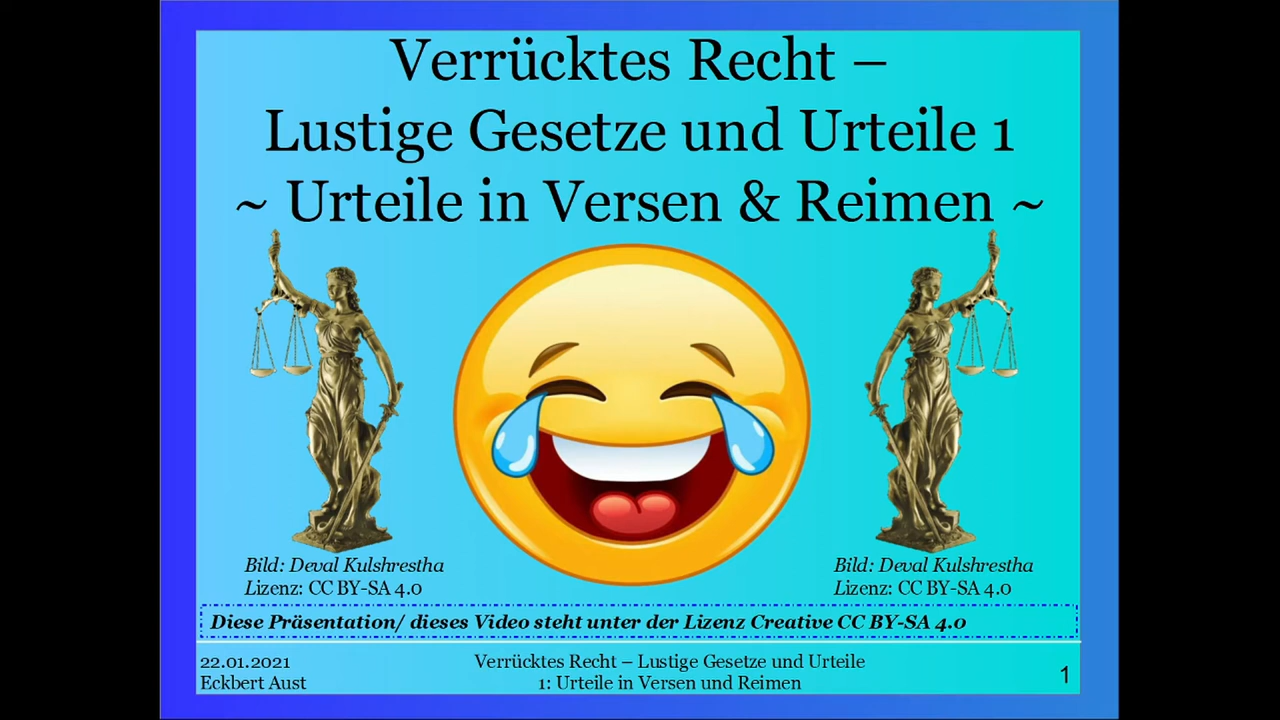 Verrücktes Recht –
Lustige Gesetze und Urteile 1
~ Urteile in Versen & Reimen ~
Bild: Deval Kulshrestha
Lizenz: CC BY-SA 4.0
Bild: Deval Kulshrestha
Lizenz: CC BY-SA 4.0
Diese Präsentation/ dieses Video steht unter der Lizenz Creative CC BY-SA 4.0
22.01.2021
Eckbert Aust
Verrücktes Recht – Lustige Gesetze und Urteile
1: Urteile in Versen und Reimen
1